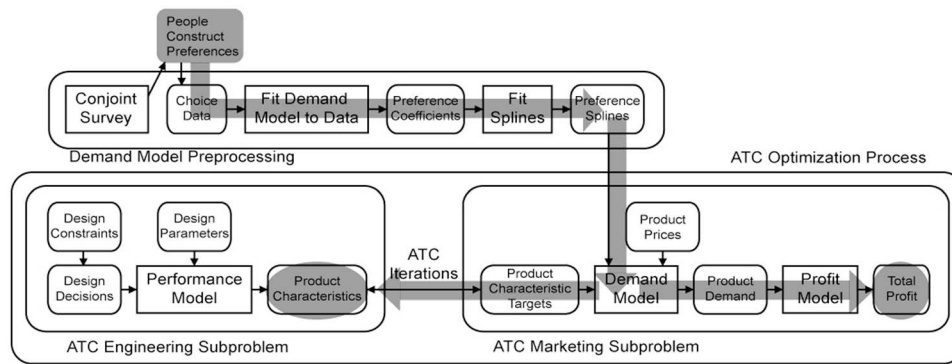 People
Construct
Preferences
Conjoint
Survey
Choice
Data
Fit Demand
Model to Data
Preference
Coefficients
Fit
Splines
Preference
Splines
Demand Model Preprocessing
ATC Optimization Process
Design
Constraints
Design
Parameters
Product
Prices
Design
Decisions
Performance
Model
Product
Characteristics
ATC
Iterations
Product
Characteristic
Targets
Demand
Model
Product
Demand
Profit
Model
Total
Profit
ATC Engineering Subproblem
ATC Marketing Subproblem